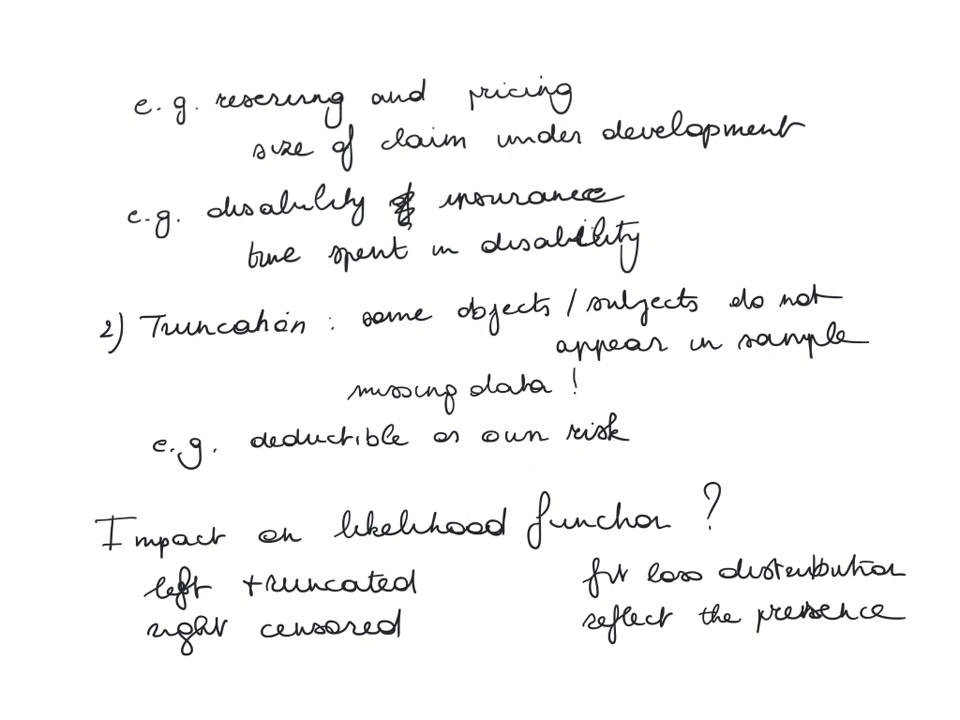 e.g. reserving and pricing
size of claim under development
e.g. disability insurance
time spent in disability
2) Truncation : some objects / subjects do not
appear in sample
missing data !
e.g. deductible or own risk
Impact on likelihood function ?
left truncated
fit loss distribution
right censored
reflect the presence